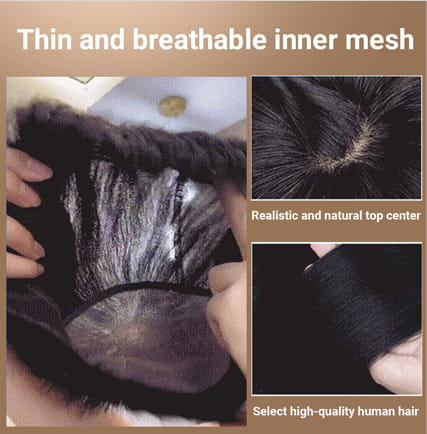 Thin and breathable inner mesh
Realistic and natural top center
Select high-quality human hair